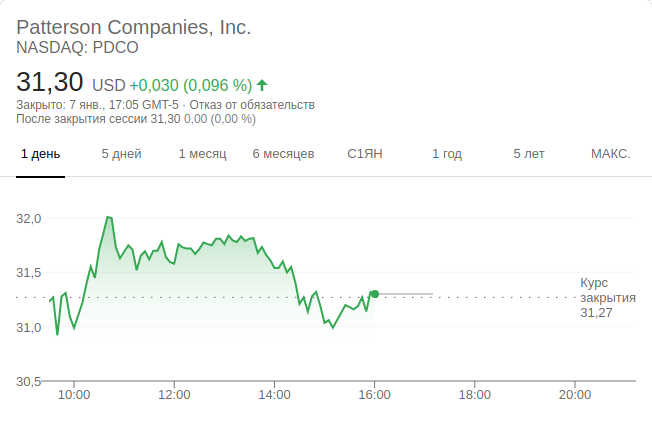 Patterson Companies, Inc.
NASDAQ: PDCO
31,30 USD +0,030 (0,096 %)
Закрыто: 7 янв., 17:05 GMT-5 · Отказ от обязательств
После закрытия сессии 31,30 0,00 (0,00 %)
1 день 5 дней 1 месяц 6 месяцев С1ЯН 1 год 5 лет МАКС.
32,0
31,5
Курс
закрытия
31,27
31,0
30,5
10:00 12:00 14:00 16:00 18:00 20:00